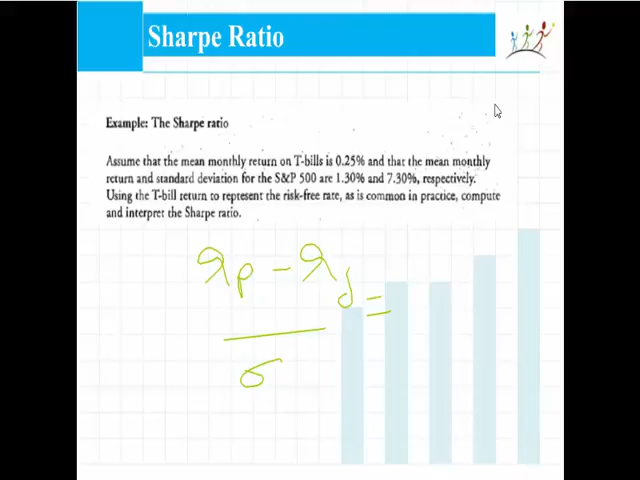 Sharpe Ratio
Example: The Sharpe ratio
Assume that the mean monthly return on T-bills is 0.25% and that the mean monthly
return and standard deviation for the S&P 500 are 1.30% and 7.30%, respectively.
Using the T-bill return to represent the risk-free rate, as is common in practice, compute
and interpret the Sharpe ratio.
rp - rf =
σ